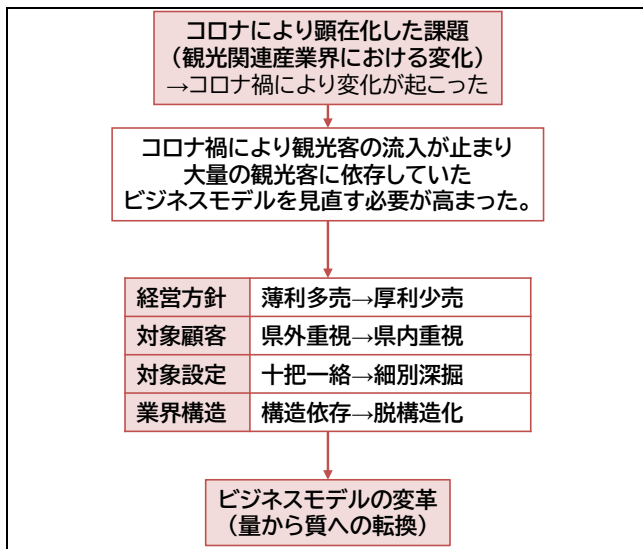 コロナにより顕在化した課題
（観光関連産業界における変化）
→コロナ禍により変化が起こった
コロナ禍により観光客の流入が止まり
大量の観光客に依存していた
ビジネスモデルを見直す必要が高まった。
経営方針 薄利多売→厚利少売
対象顧客 県外重視→県内重視
対象設定 十把一絡→細別深掘
業界構造 構造依存→脱構造化
ビジネスモデルの変革
（量から質への転換）